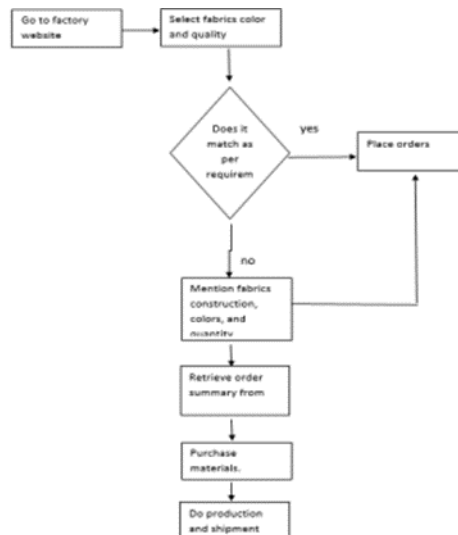 Go to factory
website
Select fabrics color
and quality
Does it
match as
per
requirem
yes
Place orders
no
Mention fabrics
construction,
colors, and
quantity
Retrieve order
summary from
Purchase
materials.
Do production
and shipment